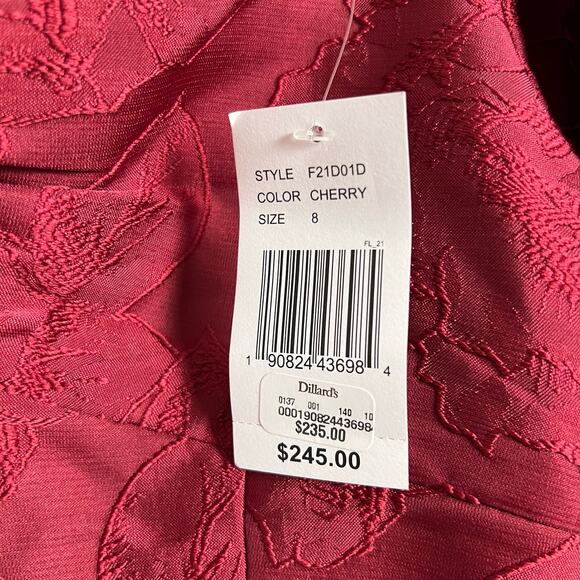 STYLE F21D01D
COLOR CHERRY
SIZE 8
FL_21
1 90824 43698 4
Dillard's
0137 001 140 10
000190824436984
$235.00
$245.00